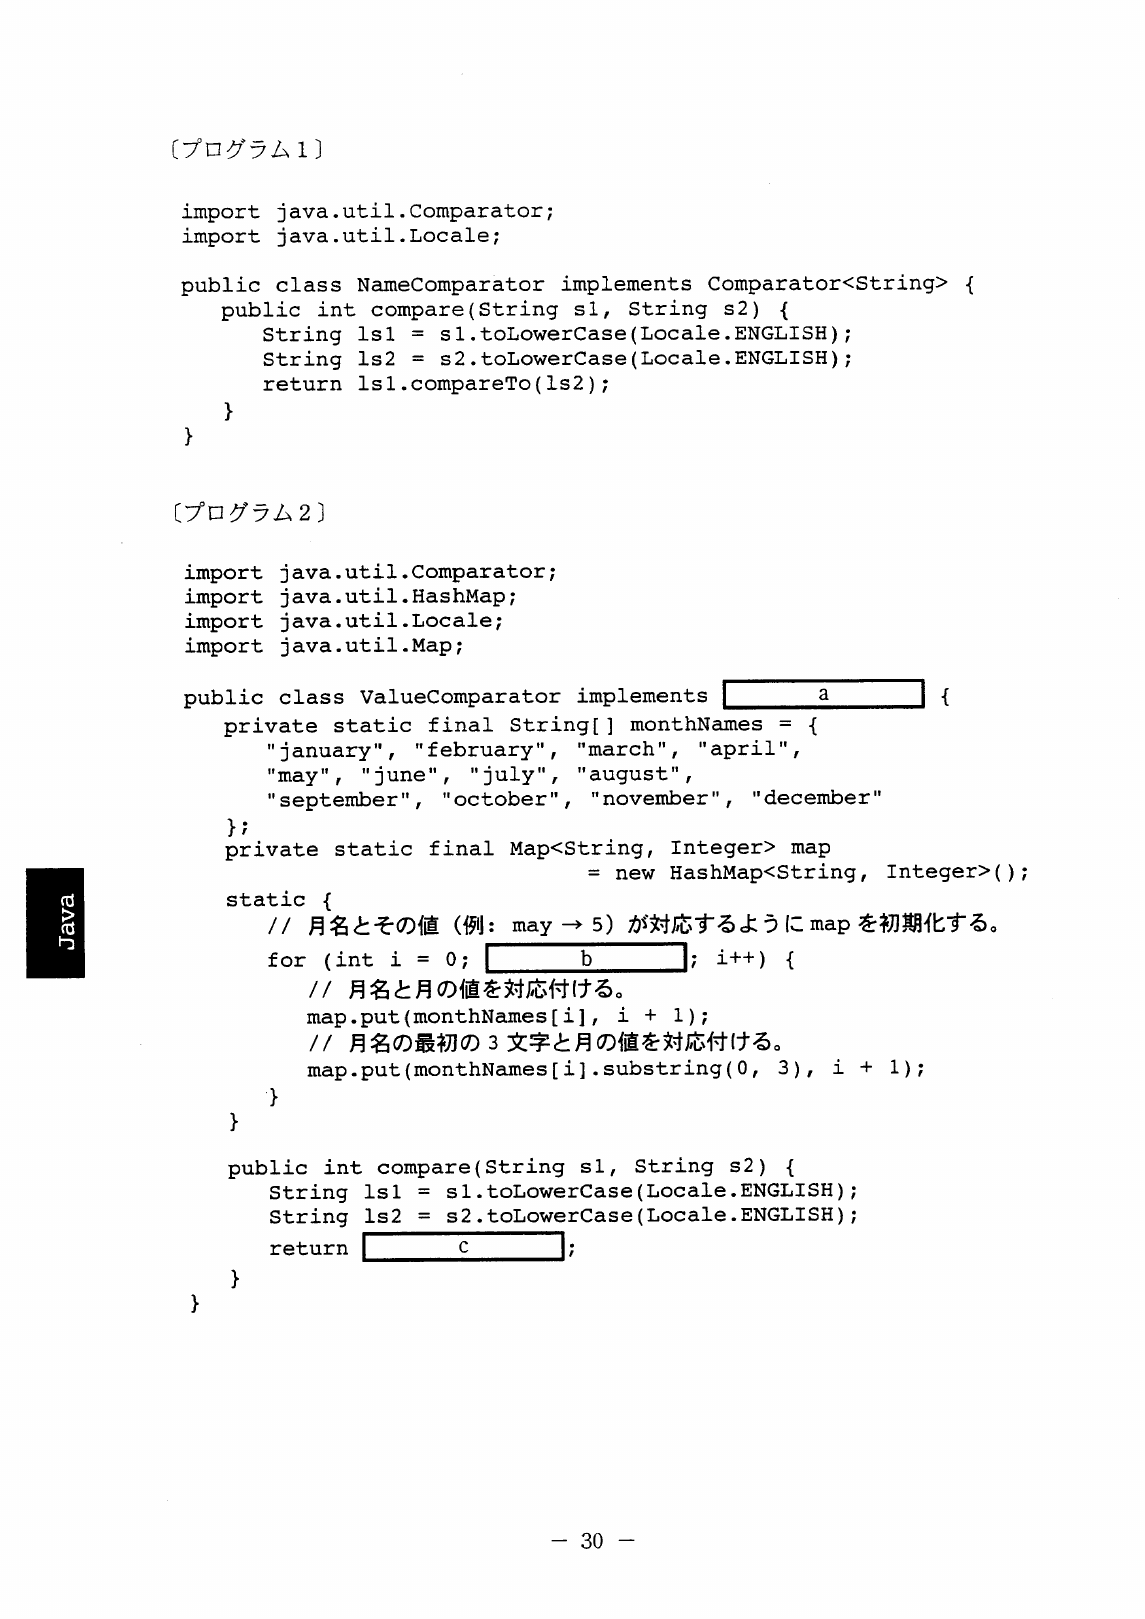 〔プログラム1〕
import java.util.Comparator;
import java.util.Locale;
public class NameComparator implements Comparator<String> {
   public int compare(String s1, String s2) {
      String ls1 = s1.toLowerCase(Locale.ENGLISH);
      String ls2 = s2.toLowerCase(Locale.ENGLISH);
      return ls1.compareTo(ls2);
   }
}
〔プログラム2〕
import java.util.Comparator;
import java.util.HashMap;
import java.util.Locale;
import java.util.Map;
public class ValueComparator implements a {
   private static final String[] monthNames = {
      "january", "february", "march", "april",
      "may", "june", "july", "august",
      "september", "october", "november", "december"
   };
   private static final Map<String, Integer> map
                              = new HashMap<String, Integer>();
Java
   static {
      // 月名とその値（例: may → 5）が対応するように map を初期化する。
      for (int i = 0; b; i++) {
         // 月名と月の値を対応付ける。
         map.put(monthNames[i], i + 1);
         // 月名の最初の 3 文字と月の値を対応付ける。
         map.put(monthNames[i].substring(0, 3), i + 1);
      }
   }
   public int compare(String s1, String s2) {
      String ls1 = s1.toLowerCase(Locale.ENGLISH);
      String ls2 = s2.toLowerCase(Locale.ENGLISH);
      return c;
   }
}
— 30 —